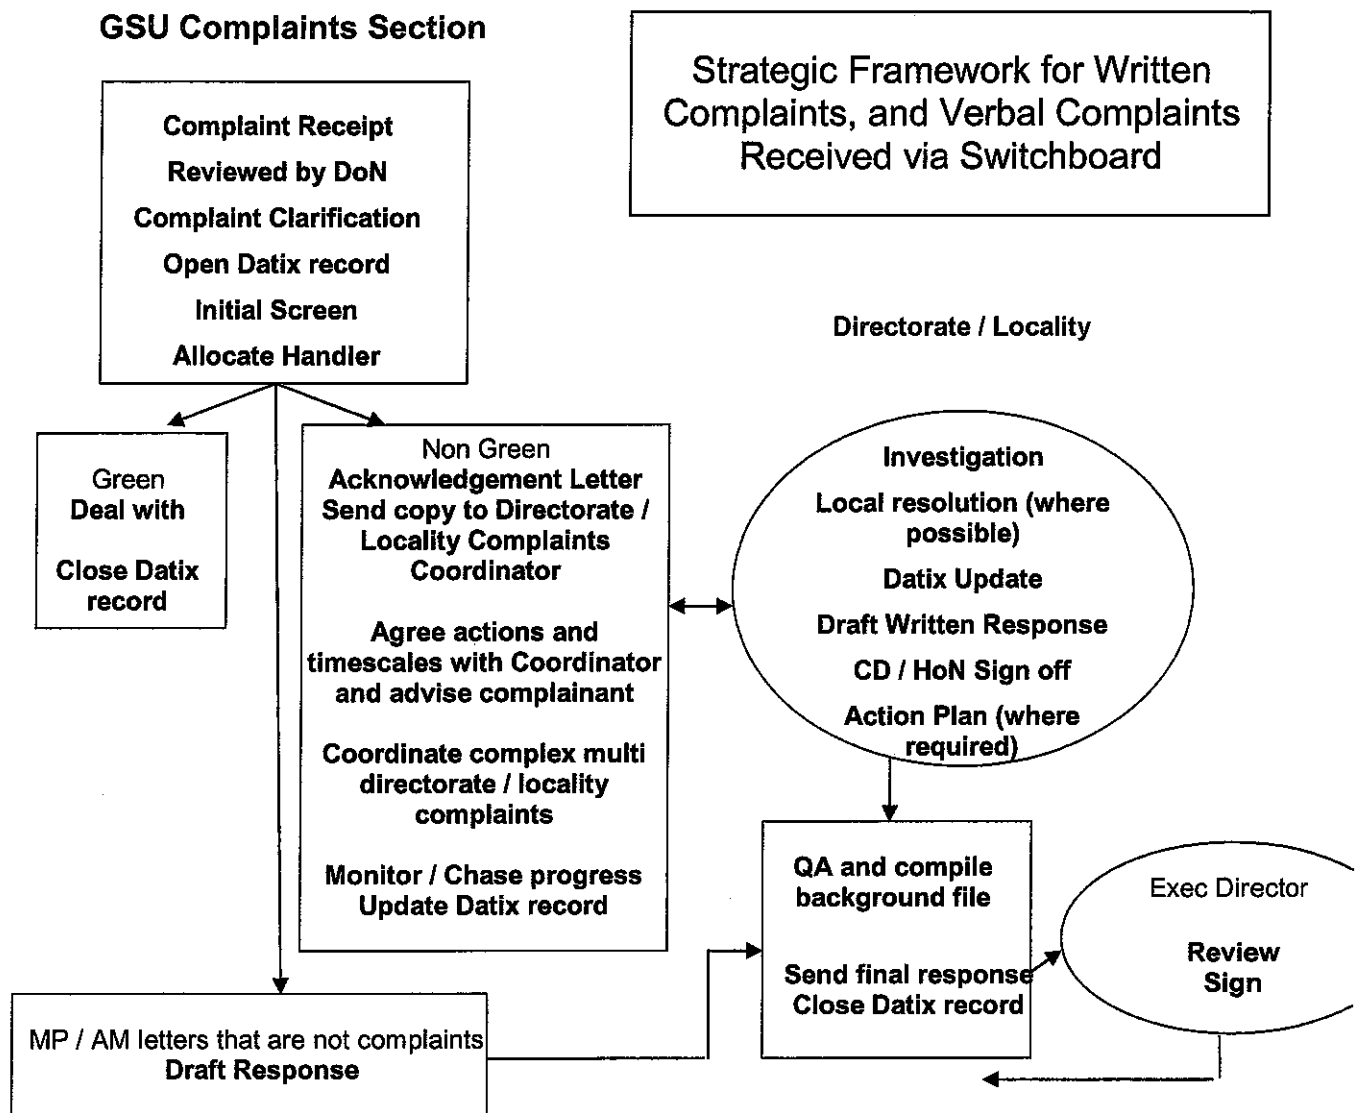 GSU Complaints Section
Strategic Framework for Written
Complaints, and Verbal Complaints
Received via Switchboard
Complaint Receipt
Reviewed by DoN
Complaint Clarification
Open Datix record
Initial Screen
Allocate Handler
Directorate / Locality
Green
Deal with
Close Datix
record
Non Green
Acknowledgement Letter
Send copy to Directorate /
Locality Complaints
Coordinator
Agree actions and
timescales with Coordinator
and advise complainant
Coordinate complex multi
directorate / locality
complaints
Monitor / Chase progress
Update Datix record
Investigation
Local resolution (where
possible)
Datix Update
Draft Written Response
CD / HoN Sign off
Action Plan (where
required)
QA and compile
background file
Send final response
Close Datix record
Exec Director
Review
Sign
MP / AM letters that are not complaints
Draft Response